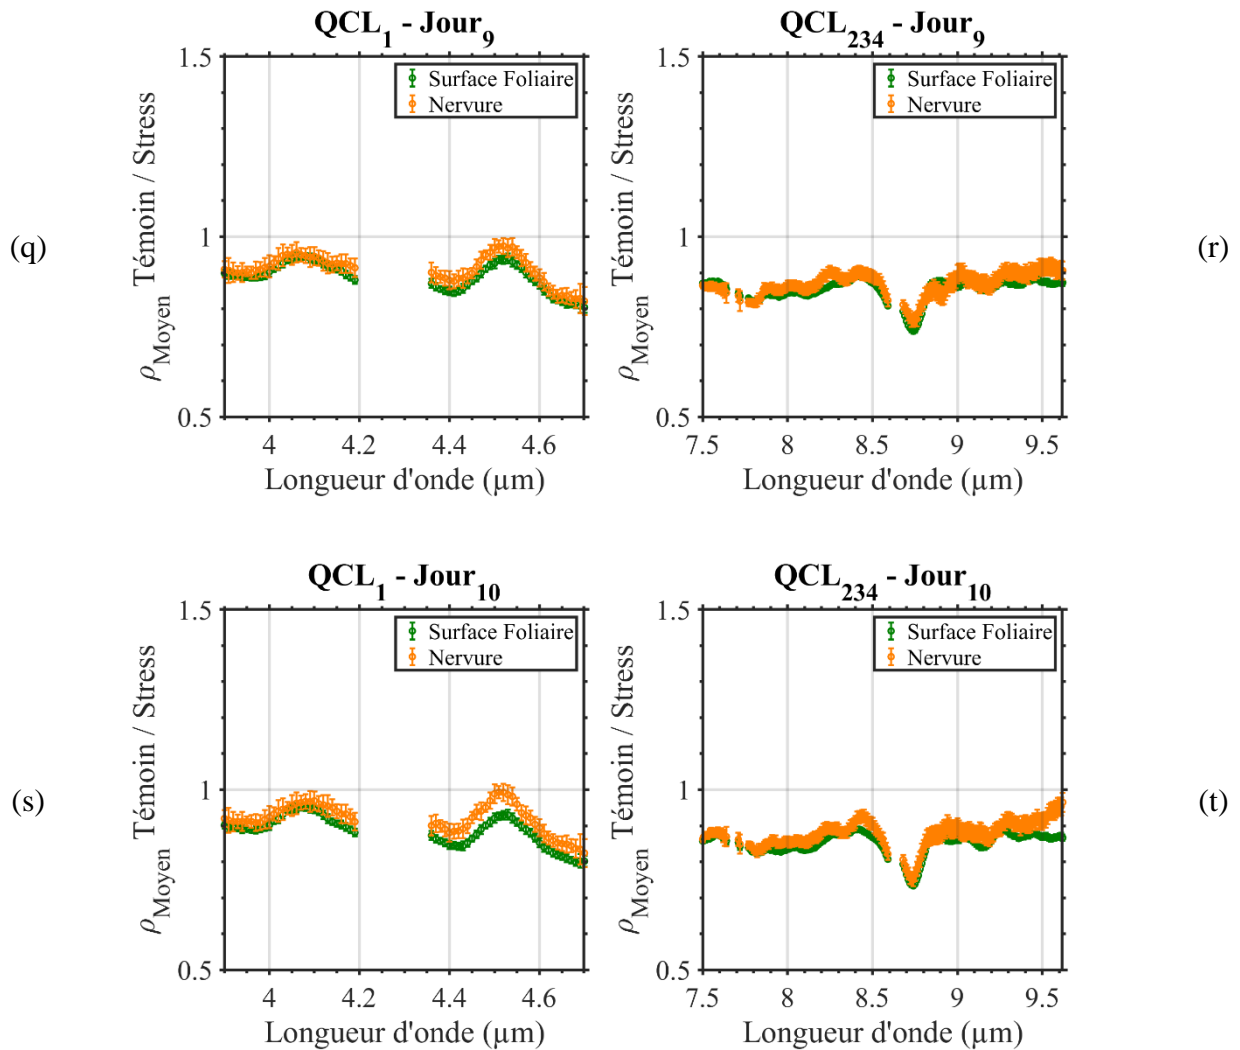 QCL1 - Jour9
QCL234 - Jour9
(q)
ρMoyen Témoin / Stress
1.5
1
0.5
Surface Foliaire
Nervure
4 4.2 4.4 4.6
Longueur d'onde (µm)
ρMoyen Témoin / Stress
1.5
1
0.5
Surface Foliaire
Nervure
7.5 8 8.5 9 9.5
Longueur d'onde (µm)
(r)
QCL1 - Jour10
QCL234 - Jour10
(s)
ρMoyen Témoin / Stress
1.5
1
0.5
Surface Foliaire
Nervure
4 4.2 4.4 4.6
Longueur d'onde (µm)
ρMoyen Témoin / Stress
1.5
1
0.5
Surface Foliaire
Nervure
7.5 8 8.5 9 9.5
Longueur d'onde (µm)
(t)